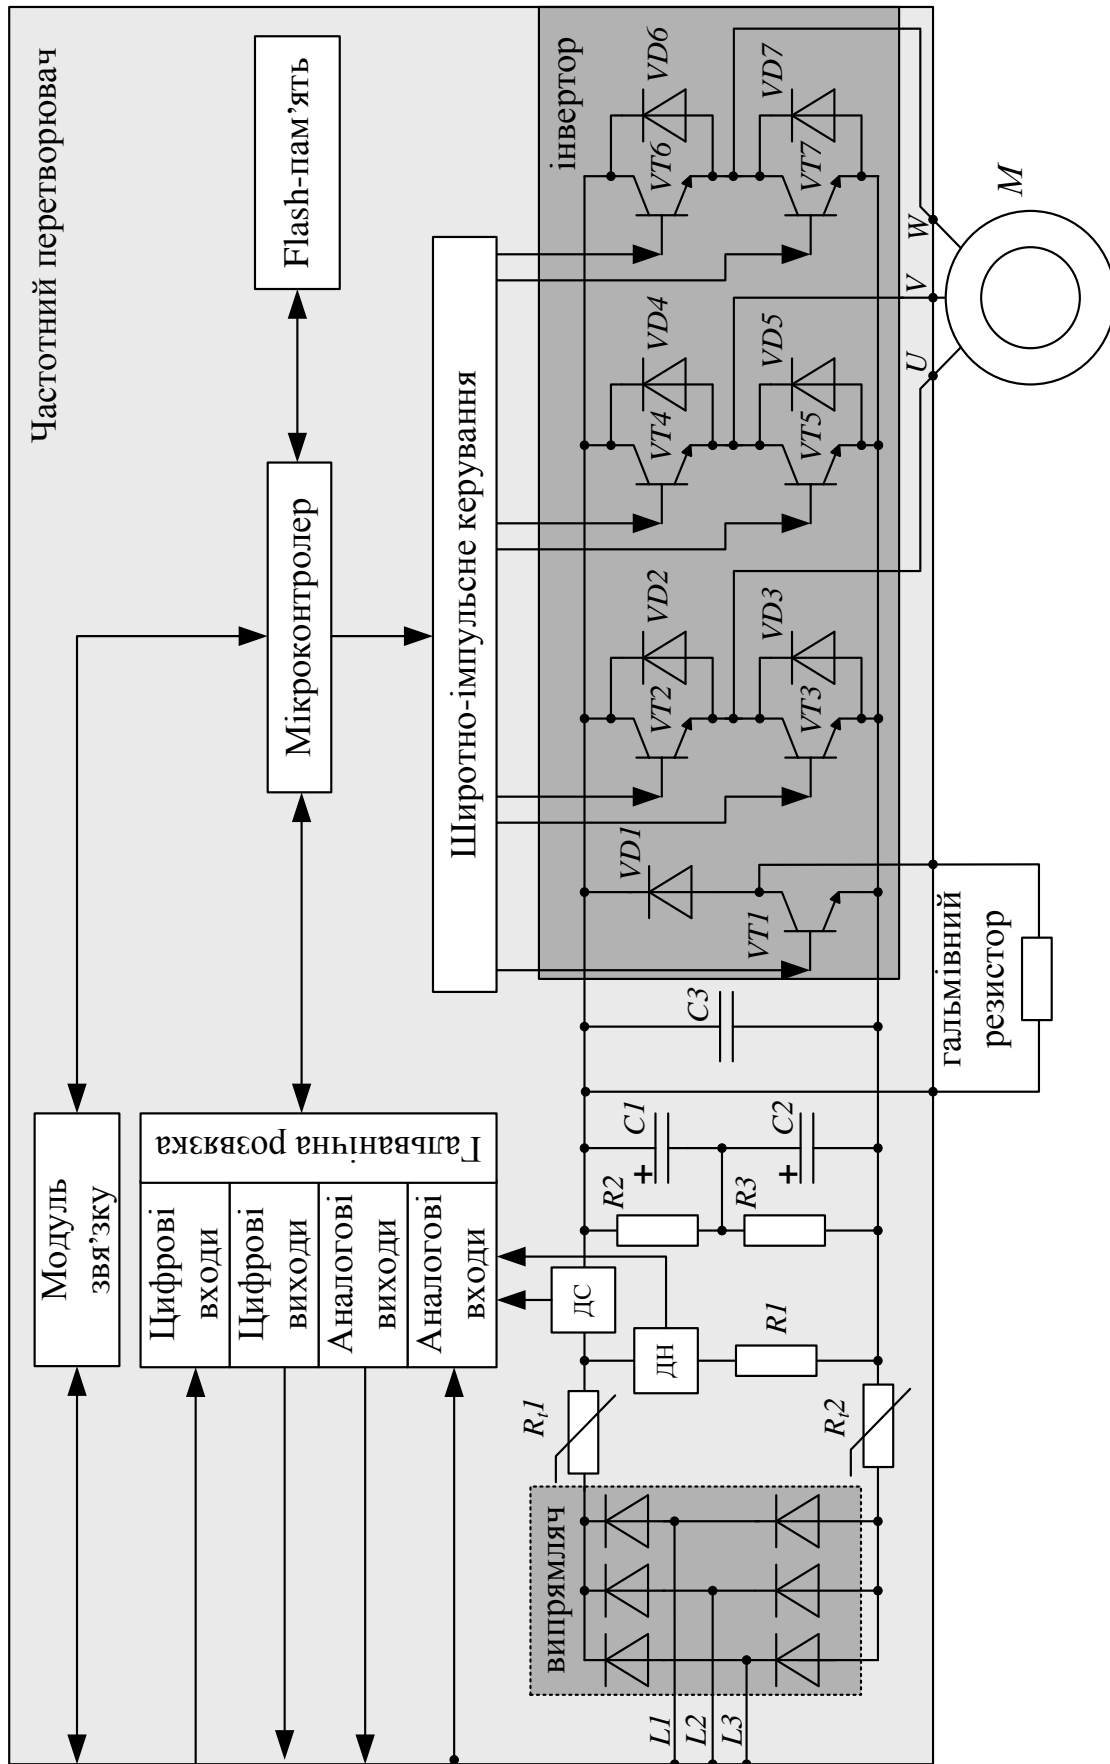 Частотний перетворювач
Flash-пам'ять
Мікроконтролер
Широтно-імпульсне керування
Модуль
звя'зку
Гальванічна розвязка
Цифрові
входи
Цифрові
виходи
Аналогові
виходи
Аналогові
входи
ДС
ДН
випрямляч
L1
L2
L3
Rt1
Rt2
R1
R2
R3
C1
C2
C3
гальмівний
резистор
інвертор
VD1
VT1
VD2
VT2
VD3
VT3
VD4
VT4
VD5
VT5
VD6
VT6
VD7
VT7
U
V
W
M